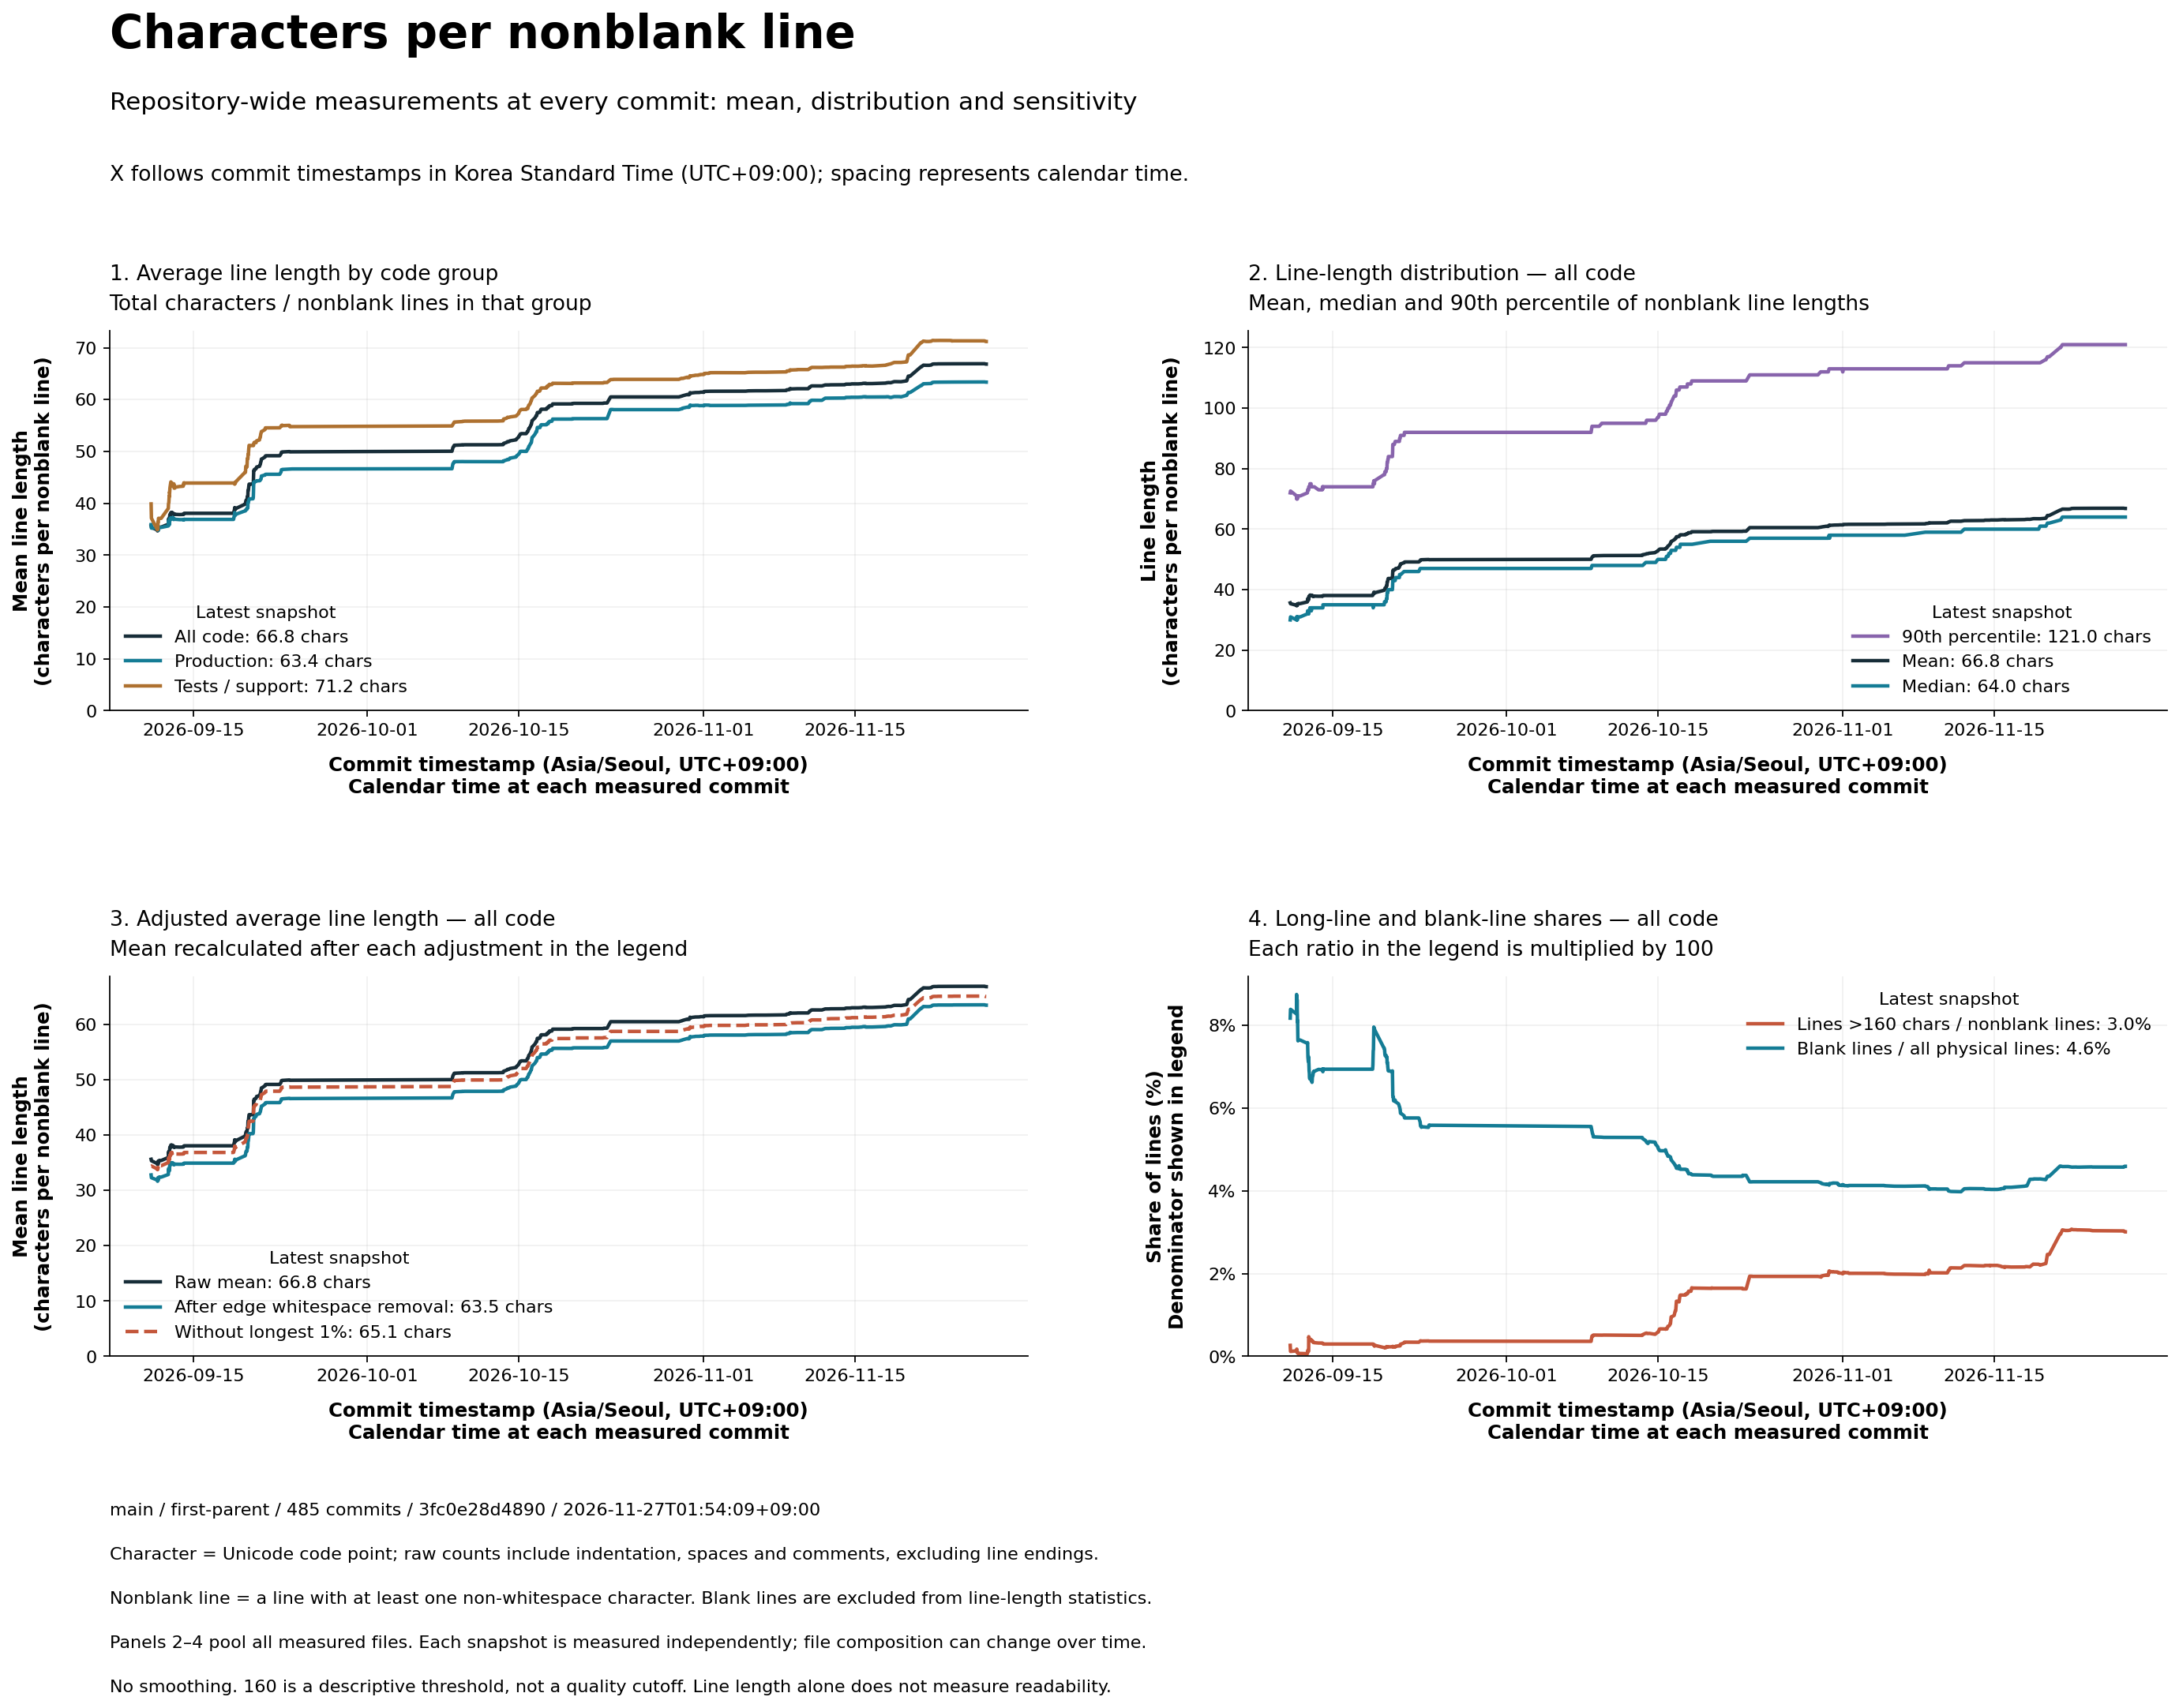 Characters per nonblank line
Repository-wide measurements at every commit: mean, distribution and sensitivity
X follows commit timestamps in Korea Standard Time (UTC+09:00); spacing represents calendar time.
1. Average line length by code group
Total characters / nonblank lines in that group
Mean line length
(characters per nonblank line)
70
60
50
40
30
20
10
0
Latest snapshot
All code: 66.8 chars
Production: 63.4 chars
Tests / support: 71.2 chars
2026-09-15
2026-10-01
2026-10-15
2026-11-01
2026-11-15
Commit timestamp (Asia/Seoul, UTC+09:00)
Calendar time at each measured commit
2. Line-length distribution — all code
Mean, median and 90th percentile of nonblank line lengths
Line length
(characters per nonblank line)
120
100
80
60
40
20
0
Latest snapshot
90th percentile: 121.0 chars
Mean: 66.8 chars
Median: 64.0 chars
2026-09-15
2026-10-01
2026-10-15
2026-11-01
2026-11-15
Commit timestamp (Asia/Seoul, UTC+09:00)
Calendar time at each measured commit
3. Adjusted average line length — all code
Mean recalculated after each adjustment in the legend
Mean line length
(characters per nonblank line)
60
50
40
30
20
10
0
Latest snapshot
Raw mean: 66.8 chars
After edge whitespace removal: 63.5 chars
Without longest 1%: 65.1 chars
2026-09-15
2026-10-01
2026-10-15
2026-11-01
2026-11-15
Commit timestamp (Asia/Seoul, UTC+09:00)
Calendar time at each measured commit
4. Long-line and blank-line shares — all code
Each ratio in the legend is multiplied by 100
Share of lines (%)
Denominator shown in legend
8%
6%
4%
2%
0%
Latest snapshot
Lines >160 chars / nonblank lines: 3.0%
Blank lines / all physical lines: 4.6%
2026-09-15
2026-10-01
2026-10-15
2026-11-01
2026-11-15
Commit timestamp (Asia/Seoul, UTC+09:00)
Calendar time at each measured commit
main / first-parent / 485 commits / 3fc0e28d4890 / 2026-11-27T01:54:09+09:00
Character = Unicode code point; raw counts include indentation, spaces and comments, excluding line endings.
Nonblank line = a line with at least one non-whitespace character. Blank lines are excluded from line-length statistics.
Panels 2–4 pool all measured files. Each snapshot is measured independently; file composition can change over time.
No smoothing. 160 is a descriptive threshold, not a quality cutoff. Line length alone does not measure readability.